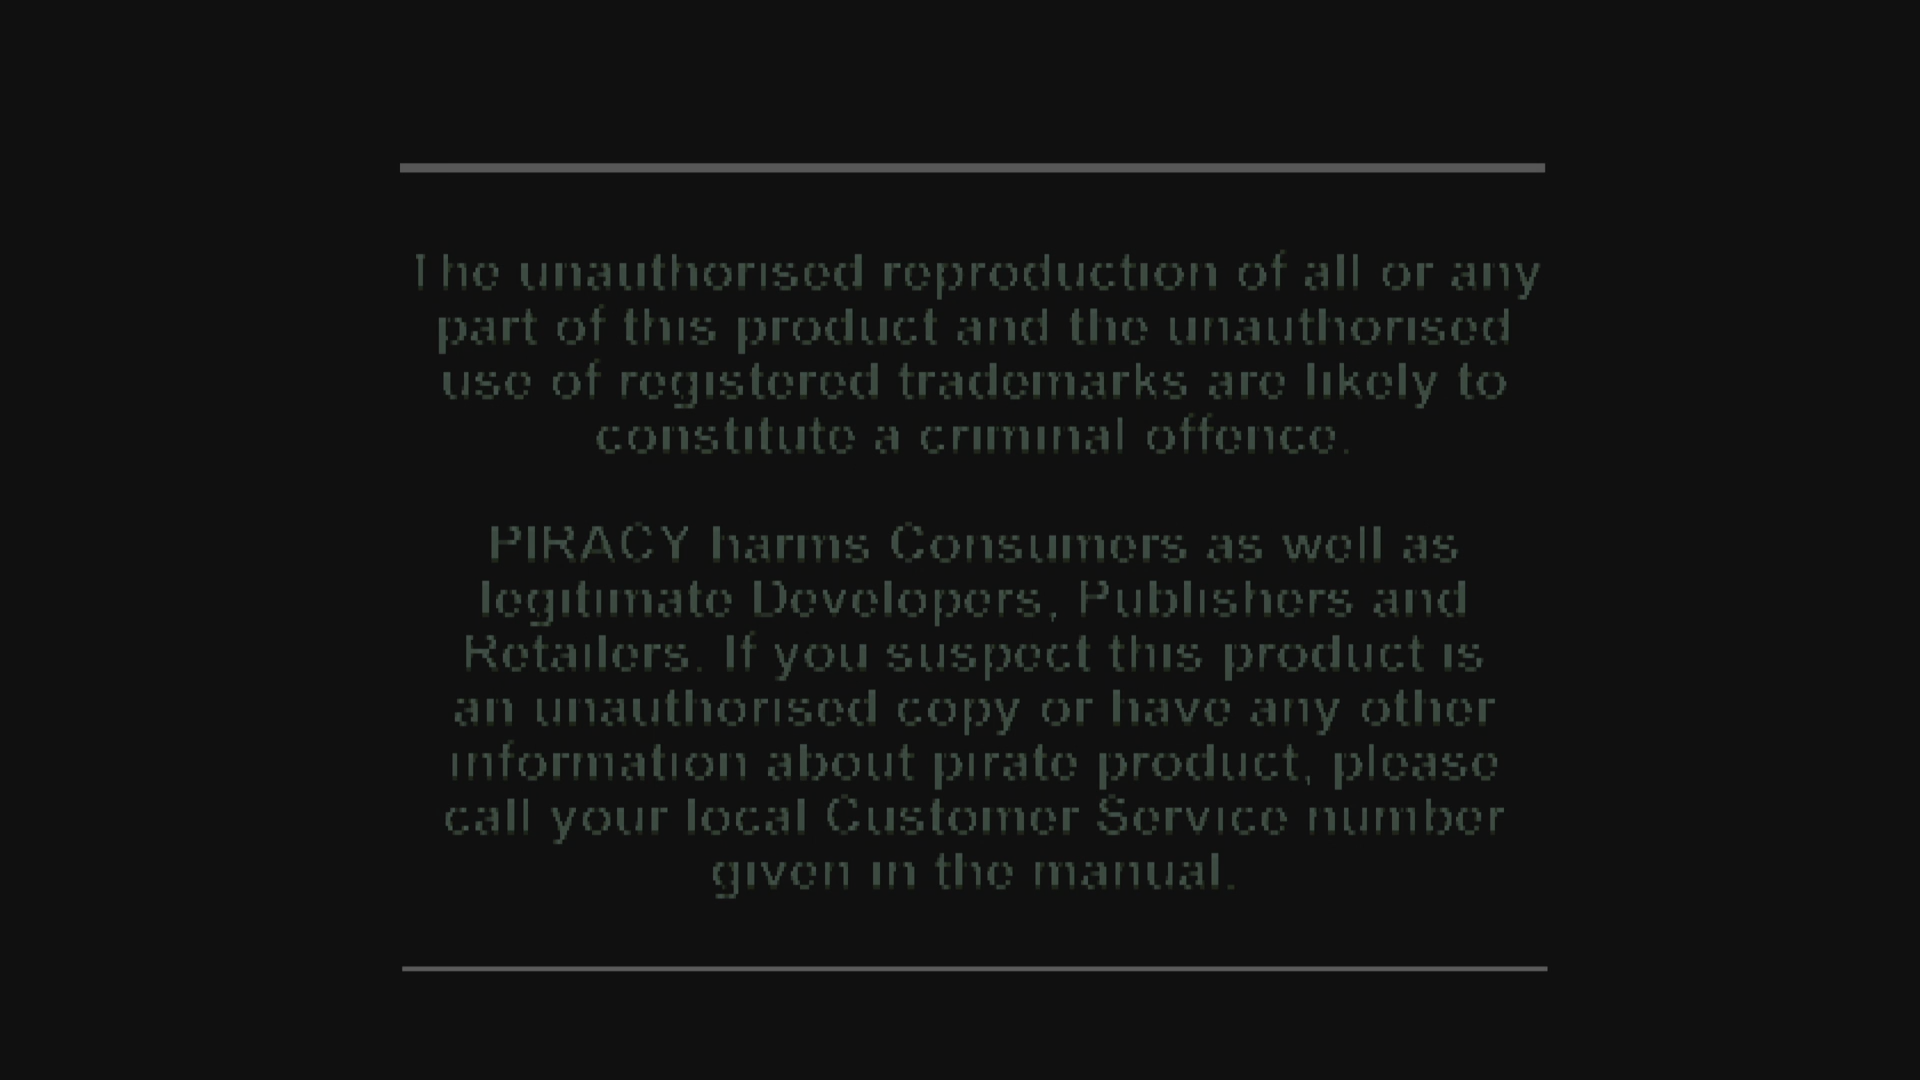 The unauthorised reproduction of all or any
part of this product and the unauthorised
use of registered trademarks are likely to
constitute a criminal offence.
PIRACY harms Consumers as well as
legitimate Developers, Publishers and
Retailers. If you suspect this product is
an unauthorised copy or have any other
information about pirate product, please
call your local Customer Service number
given in the manual.